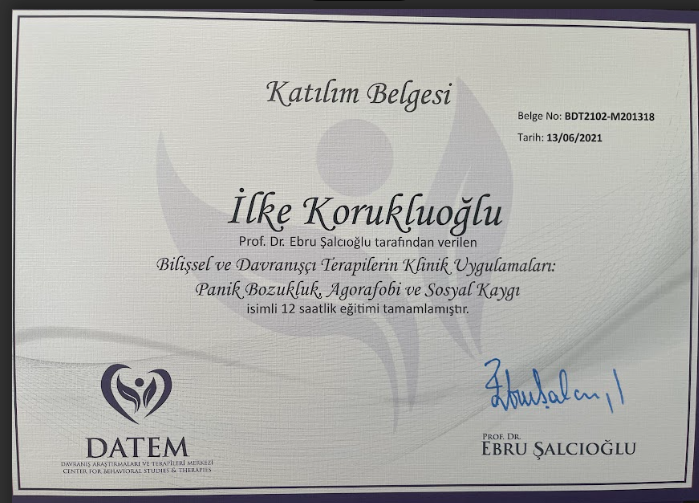 Katılım Belgesi
Belge No: BDT2102-M201318
Tarih: 13/06/2021
İlke Korukluoğlu
Prof. Dr. Ebru Şalcıoğlu tarafından verilen
Bilişsel ve Davranışçı Terapilerin Klinik Uygulamaları:
Panik Bozukluk, Agorafobi ve Sosyal Kaygı
isimli 12 saatlik eğitimi tamamlamıştır.
DATEM
DAVRANIŞ ARAŞTIRMALARI VE TERAPİLERİ MERKEZİ
CENTER FOR BEHAVIORAL STUDIES & THERAPIES
Ebru Şalcıoğlu
PROF. DR.
EBRU ŞALCIOĞLU